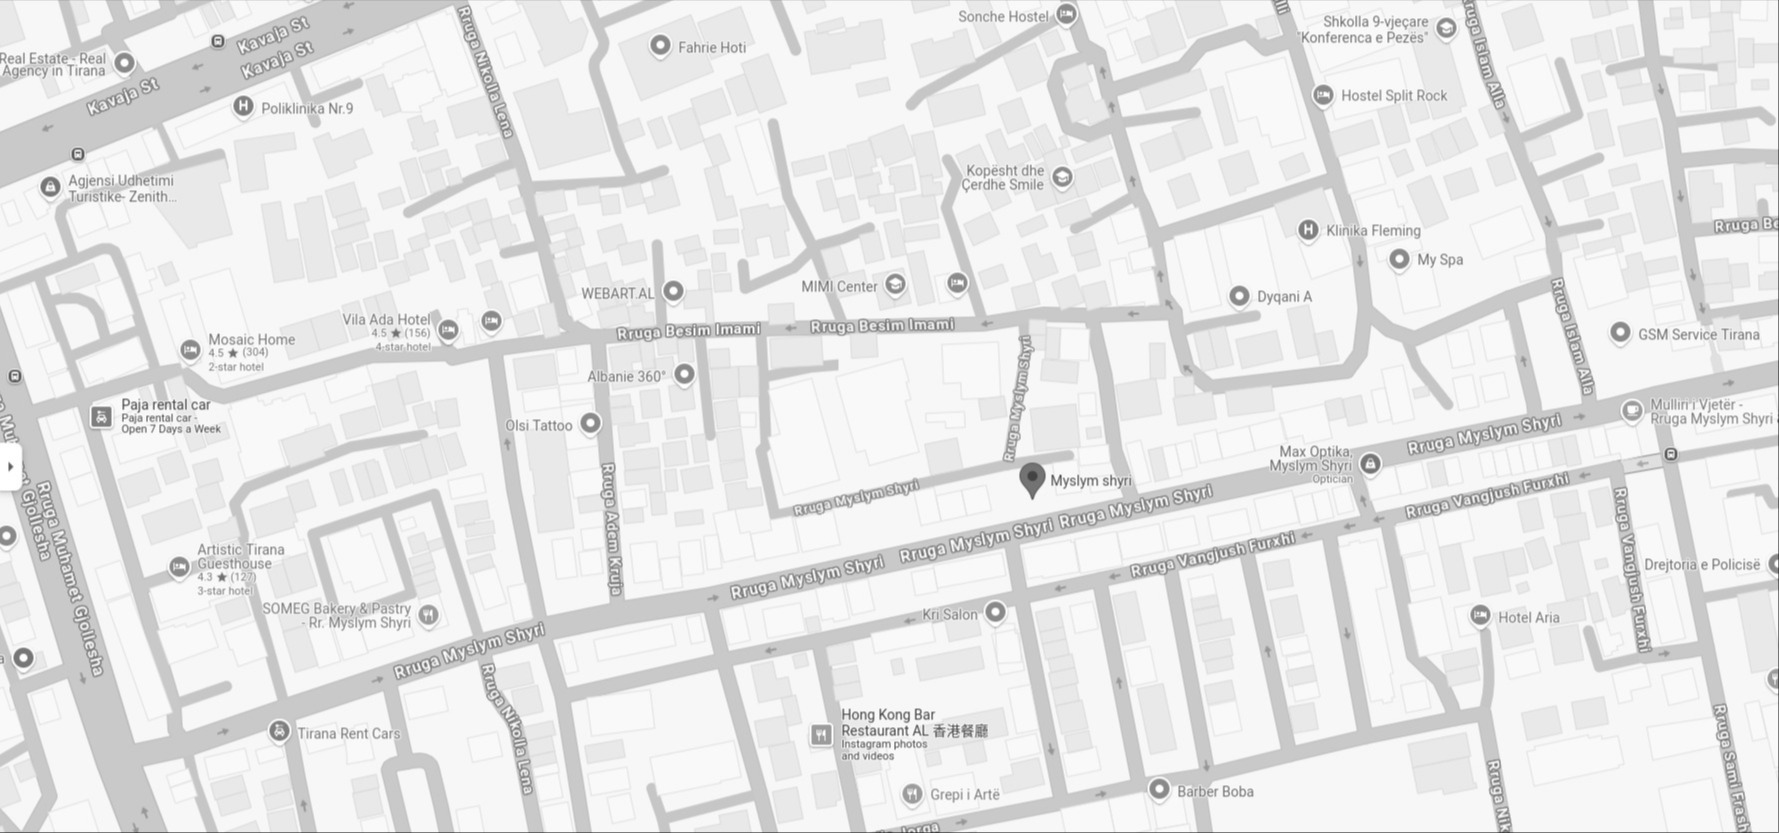 Sonche Hostel
Shkolla 9-vjeçare
"Konferenca e Pezës"
Kavaja St
Kavaja St
Kavaja St
Fahrie Hoti
Real Estate - Real
Agency in Tirana
Rruga Nikolla Lena
Rruga Islam Alla
Poliklinika Nr.9
Hostel Split Rock
Kopësht dhe
Çerdhe Smile
Agjensi Udhetimi
Turistike- Zenith...
Klinika Fleming
Rruga Be
My Spa
WEBART.AL
MIMI Center
Dyqani A
Vila Ada Hotel
4.5 ★ (156)
4-star hotel
Rruga Besim Imami
Rruga Besim Imami
Mosaic Home
4.5 ★ (304)
2-star hotel
Rruga Islam Alla
GSM Service Tirana
Albanie 360°
Rruga Myslym Shyri
Paja rental car
Paja rental car -
Open 7 Days a Week
Olsi Tattoo
Mulliri i Vjetër -
Rruga Myslym Shyri
Rruga Myslym Shyri
Max Optika,
Myslym Shyri
Optician
Myslym shyri
Rruga Myslym Shyri
Rruga Myslym Shyri
Rruga Myslym Shyri
Rruga Myslym Shyri
Rruga Vangjush Furxhi
Rruga Vangjush Furxhi
Rruga Vangjush Furxhi
Rruga Adem Kruja
Gjollesha
Rruga Muhamet Gjollesha
Artistic Tirana
Guesthouse
4.3 ★ (127)
3-star hotel
Drejtoria e Policisë
SOMEG Bakery & Pastry
- Rr. Myslym Shyri
Kri Salon
Hotel Aria
Rruga Myslym Shyri
Rruga Nikolla Lena
Hong Kong Bar
Restaurant AL 香港餐廳
Instagram photos
and videos
Tirana Rent Cars
Rruga Sami Frash
Rruga Nik
Grepi i Artë
Barber Boba